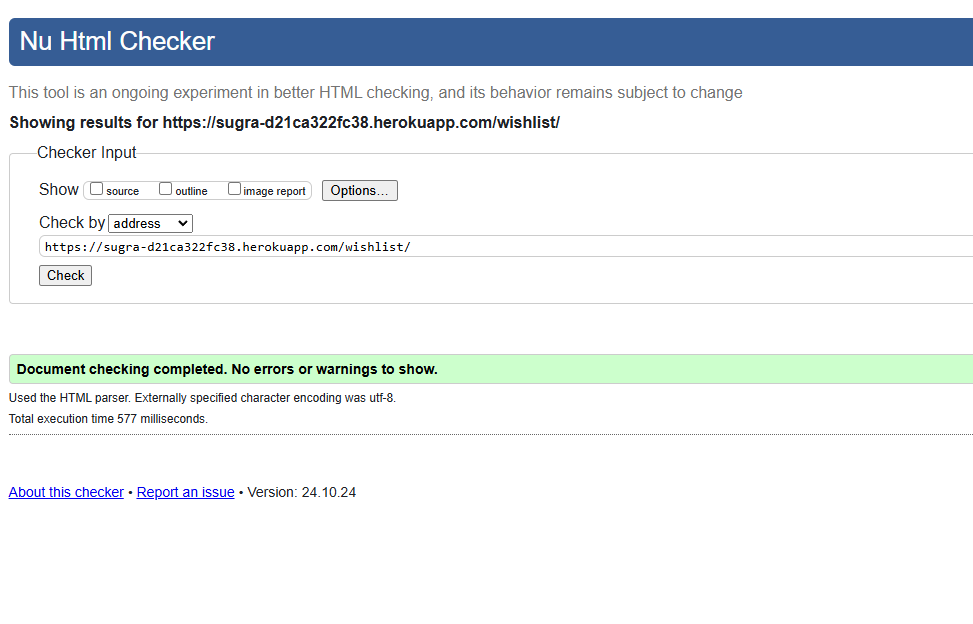 Nu Html Checker
This tool is an ongoing experiment in better HTML checking, and its behavior remains subject to change
Showing results for https://sugra-d21ca322fc38.herokuapp.com/wishlist/
Checker Input
Show source outline image report Options...
Check by address
https://sugra-d21ca322fc38.herokuapp.com/wishlist/
Check
Document checking completed. No errors or warnings to show.
Used the HTML parser. Externally specified character encoding was utf-8.
Total execution time 577 milliseconds.
About this checker • Report an issue • Version: 24.10.24